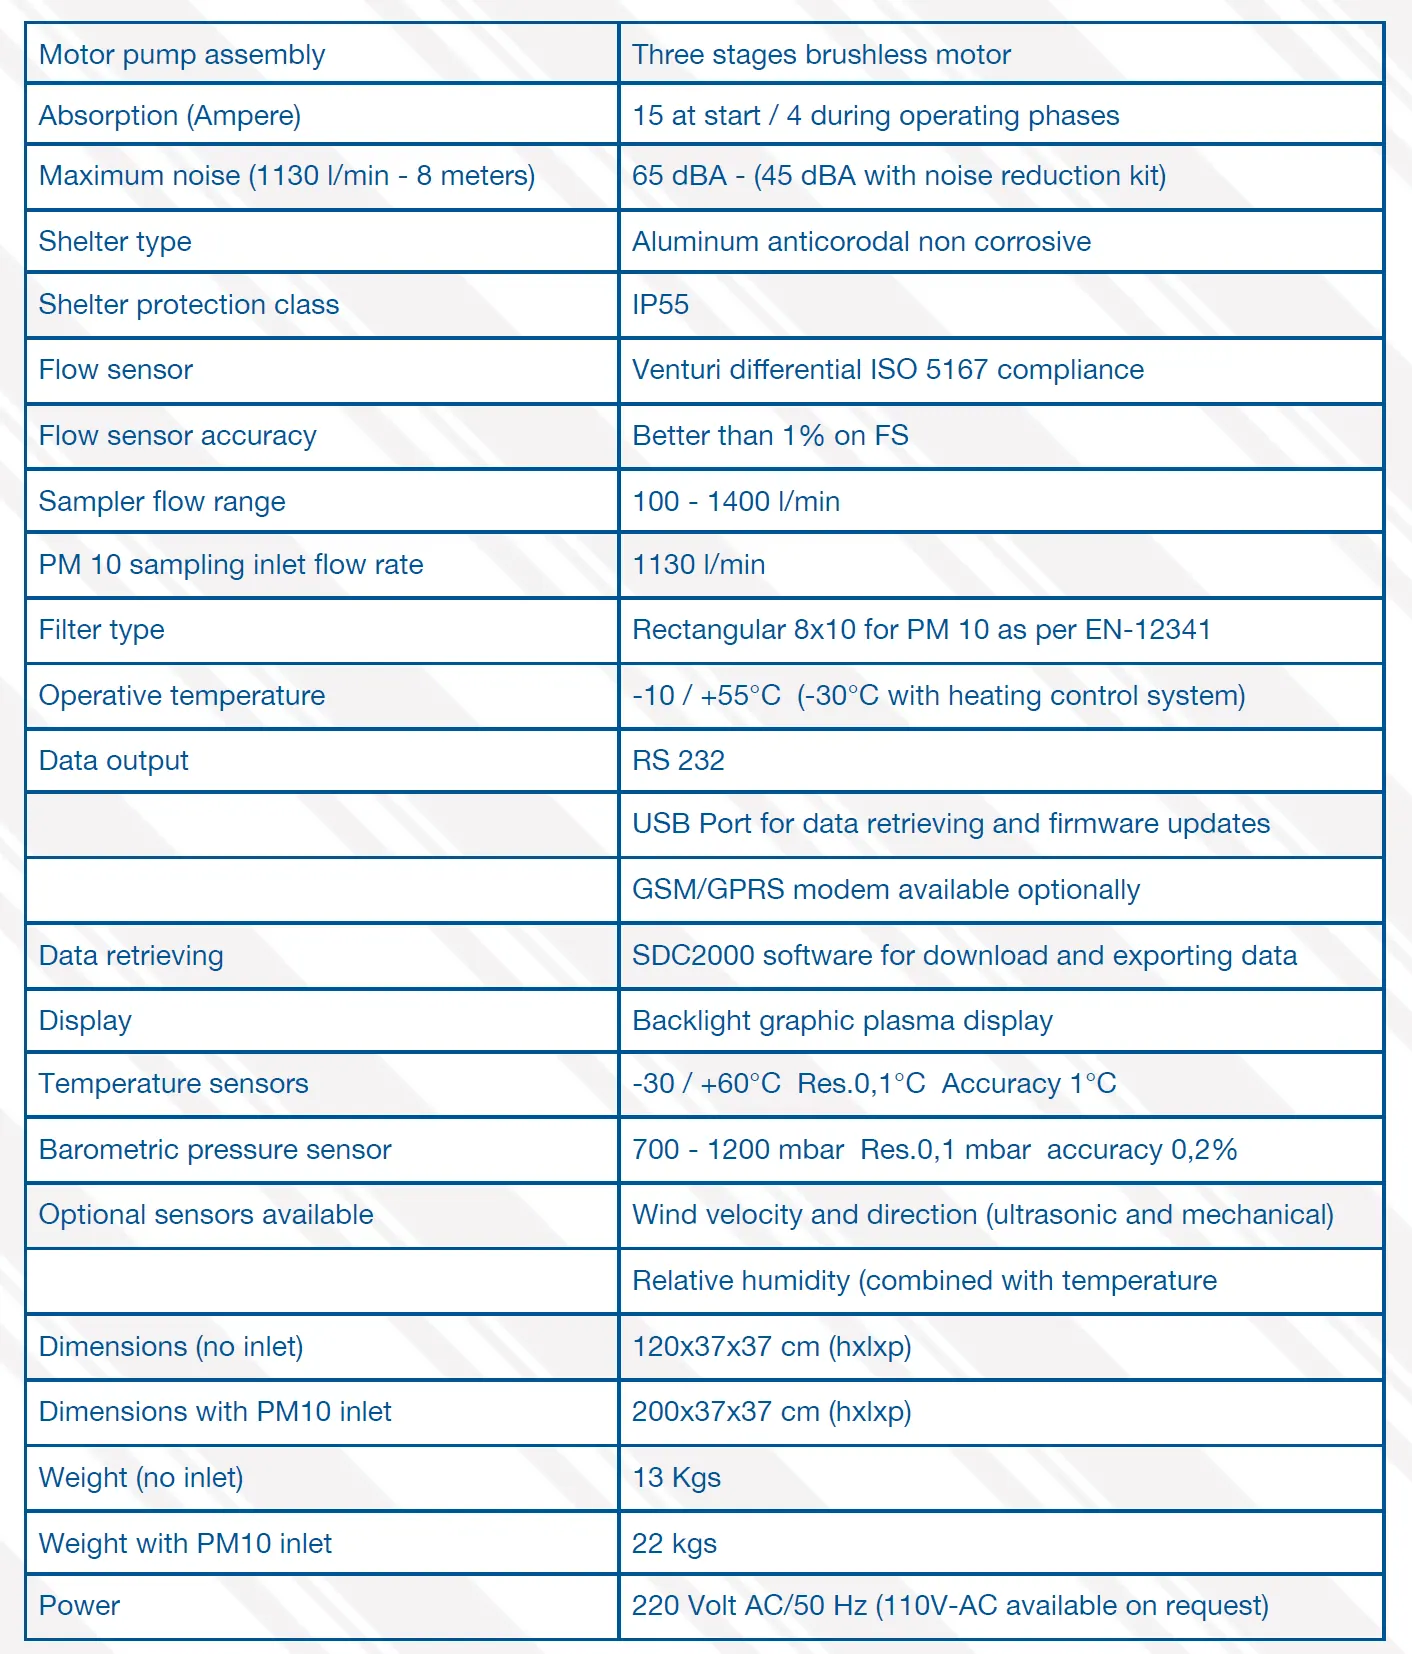 Motor pump assembly Three stages brushless motor
Absorption (Ampere) 15 at start / 4 during operating phases
Maximum noise (1130 l/min - 8 meters) 65 dBA - (45 dBA with noise reduction kit)
Shelter type Aluminum anticorodal non corrosive
Shelter protection class IP55
Flow sensor Venturi differential ISO 5167 compliance
Flow sensor accuracy Better than 1% on FS
Sampler flow range 100 - 1400 l/min
PM 10 sampling inlet flow rate 1130 l/min
Filter type Rectangular 8x10 for PM 10 as per EN-12341
Operative temperature -10 / +55°C (-30°C with heating control system)
Data output RS 232
USB Port for data retrieving and firmware updates
GSM/GPRS modem available optionally
Data retrieving SDC2000 software for download and exporting data
Display Backlight graphic plasma display
Temperature sensors -30 / +60°C Res.0,1°C Accuracy 1°C
Barometric pressure sensor 700 - 1200 mbar Res.0,1 mbar accuracy 0,2%
Optional sensors available Wind velocity and direction (ultrasonic and mechanical)
Relative humidity (combined with temperature
Dimensions (no inlet) 120x37x37 cm (hxlxp)
Dimensions with PM10 inlet 200x37x37 cm (hxlxp)
Weight (no inlet) 13 Kgs
Weight with PM10 inlet 22 kgs
Power 220 Volt AC/50 Hz (110V-AC available on request)